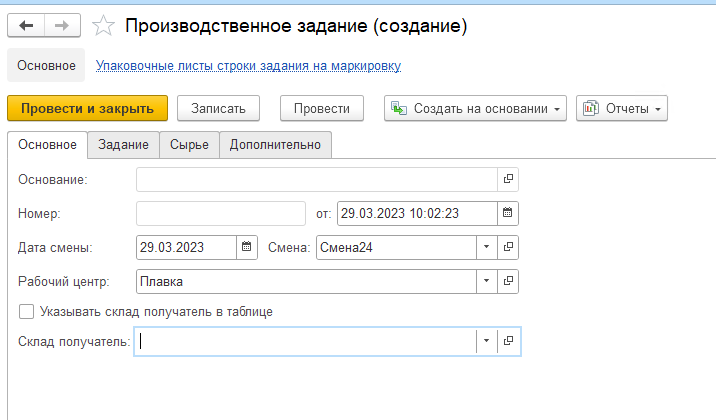 Производственное задание (создание)
Основное Упаковочные листы строки задания на маркировку
Провести и закрыть Записать Провести Создать на основании Отчеты
Основное Задание Сырье Дополнительно
Основание:
Номер: от: 29.03.2023 10:02:23
Дата смены: 29.03.2023 Смена: Смена24
Рабочий центр: Плавка
Указывать склад получатель в таблице
Склад получатель: